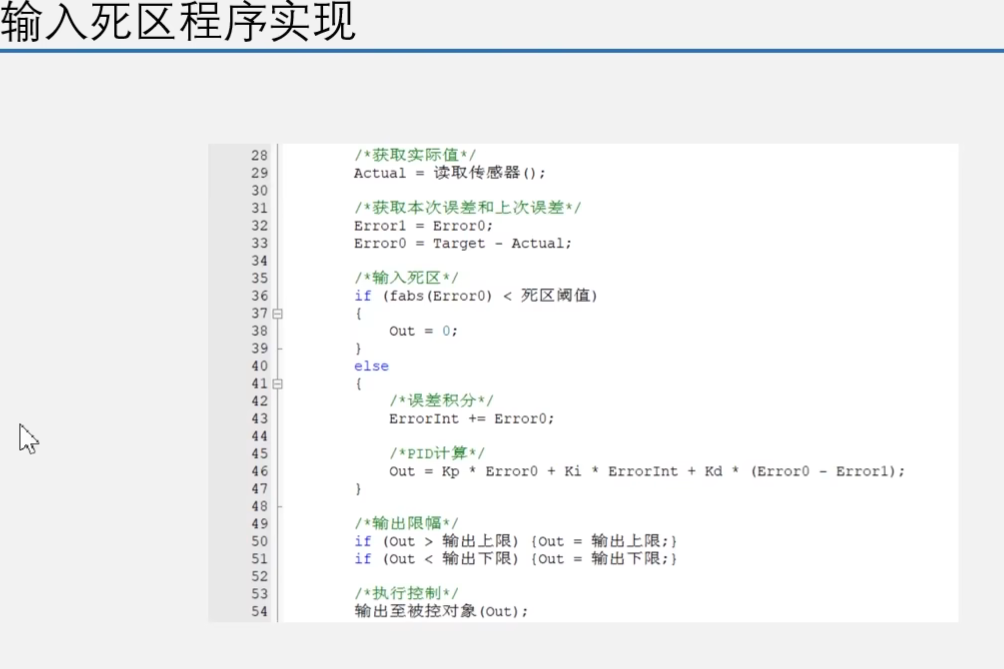 输入死区程序实现
28 /*获取实际值*/
29 Actual = 读取传感器();
30
31 /*获取本次误差和上次误差*/
32 Error1 = Error0;
33 Error0 = Target - Actual;
34
35 /*输入死区*/
36 if (fabs(Error0) < 死区阈值)
37 {
38 Out = 0;
39 }
40 else
41 {
42 /*误差积分*/
43 ErrorInt += Error0;
44
45 /*PID计算*/
46 Out = Kp * Error0 + Ki * ErrorInt + Kd * (Error0 - Error1);
47 }
48
49 /*输出限幅*/
50 if (Out > 输出上限) {Out = 输出上限;}
51 if (Out < 输出下限) {Out = 输出下限;}
52
53 /*执行控制*/
54 输出至被控对象(Out);